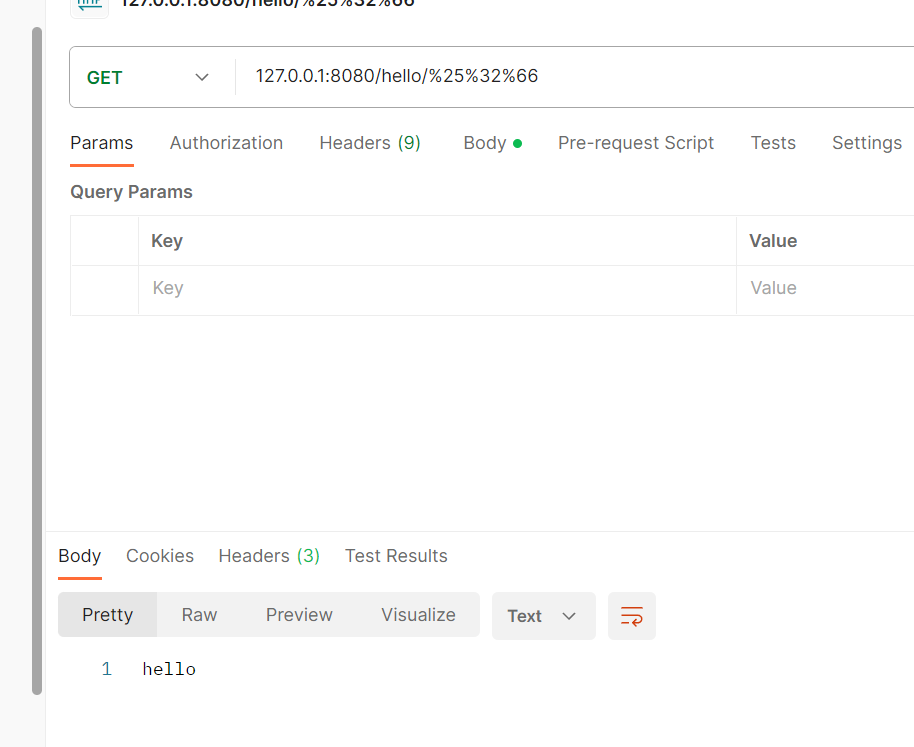 127.0.0.1:8080/hello/%25%32%66
GET 127.0.0.1:8080/hello/%25%32%66
Params Authorization Headers (9) Body Pre-request Script Tests Settings
Query Params
Key Value
Key Value
Body Cookies Headers (3) Test Results
Pretty Raw Preview Visualize Text
1 hello